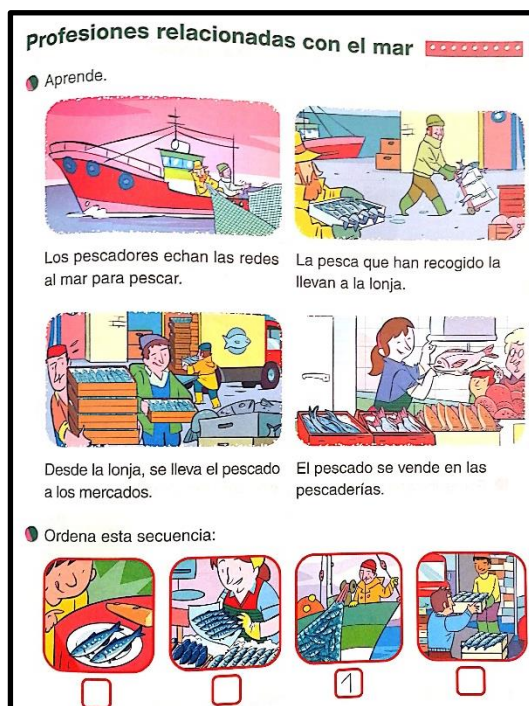 Profesiones relacionadas con el mar
Aprende.
Los pescadores echan las redes
al mar para pescar.
La pesca que han recogido la
llevan a la lonja.
Desde la lonja, se lleva el pescado
a los mercados.
El pescado se vende en las
pescaderías.
Ordena esta secuencia:
1